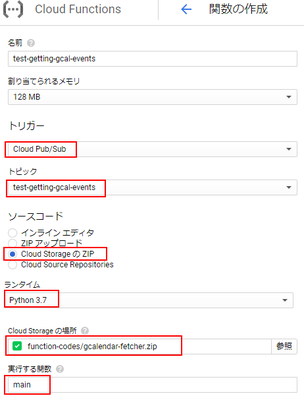 Cloud Functions
関数の作成
名前
test-getting-gcal-events
割り当てられるメモリ
128 MB
トリガー
Cloud Pub/Sub
トピック
test-getting-gcal-events
ソースコード
インライン エディタ
ZIP アップロード
Cloud Storage の ZIP
Cloud Source Repositories
ランタイム
Python 3.7
Cloud Storage の場所
function-codes/gcalendar-fetcher.zip
参照
実行する関数
main